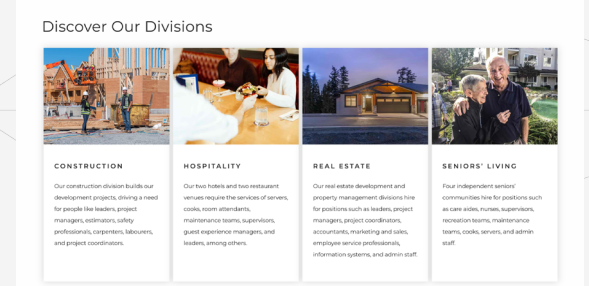 Discover Our Divisions
CONSTRUCTION
Our construction division builds our
development projects, driving a need
for people like leaders, project
managers, estimators, safety
professionals, carpenters, labourers,
and project coordinators.
HOSPITALITY
Our two hotels and two restaurant
venues require the services of servers,
cooks, room attendants,
maintenance teams, supervisors,
guest experience managers, and
leaders, among others.
REAL ESTATE
Our real estate development and
property management divisions hire
for positions such as leaders, project
managers, project coordinators,
accountants, marketing and sales,
employee service professionals,
information systems, and admin staff.
SENIORS' LIVING
Four independent seniors'
communities hire for positions such
as care aides, nurses, supervisors,
recreation teams, maintenance
teams, cooks, servers, and admin
staff.